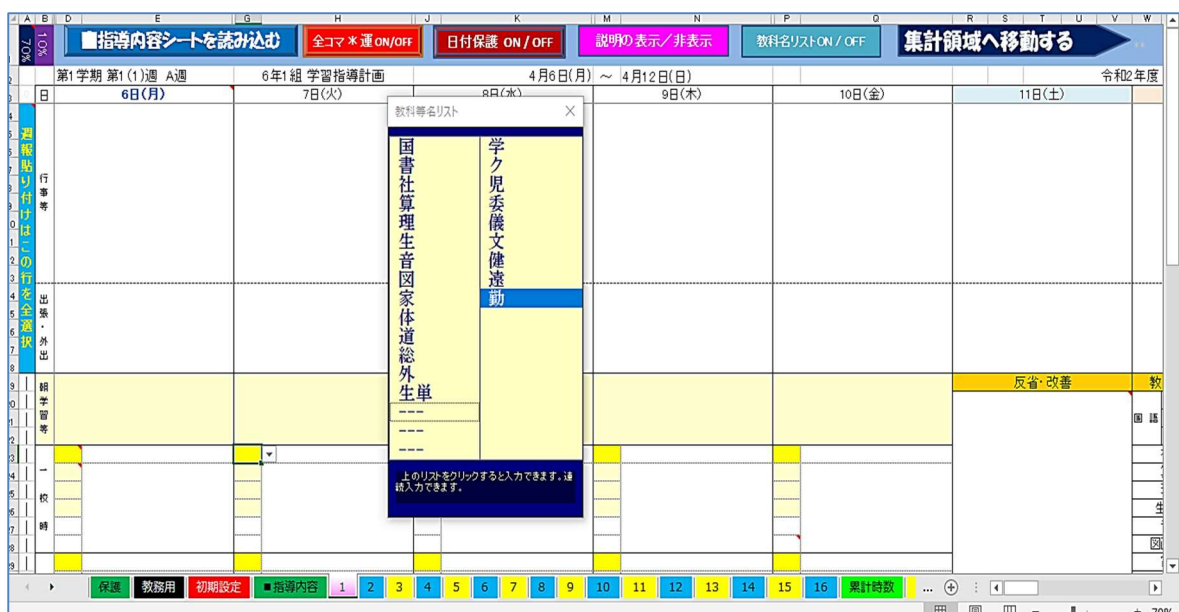 A B D E G H J K M N P Q R S T U V W
70%
10%
■指導内容シートを読み込む
全コマ＊運ON/OFF
日付保護 ON / OFF
説明の表示／非表示
教科名リストON / OFF
集計領域へ移動する
第1学期 第1(1)週 A週
6年1組 学習指導計画
4月6日(月) ～ 4月12日(日)
令和2年度
日
6日(月)
7日(火)
8日(水)
9日(木)
10日(金)
11日(土)
週報貼り付けはこの行を全選択
行事等
出張・外出
朝学習等
一校時
教科等名リスト
国
書
社
算
理
生
音
図
家
体
道
総
外
生単
---
---
---
学
ク
児
委
儀
文
健
遠
勤
上のリストをクリックすると入力できます。連
続入力できます。
反省・改善
教
国 語
生
図
保護
教務用
初期設定
■指導内容
1 2 3 4 5 6 7 8 9 10 11 12 13 14 15 16
累計時数
...
70%